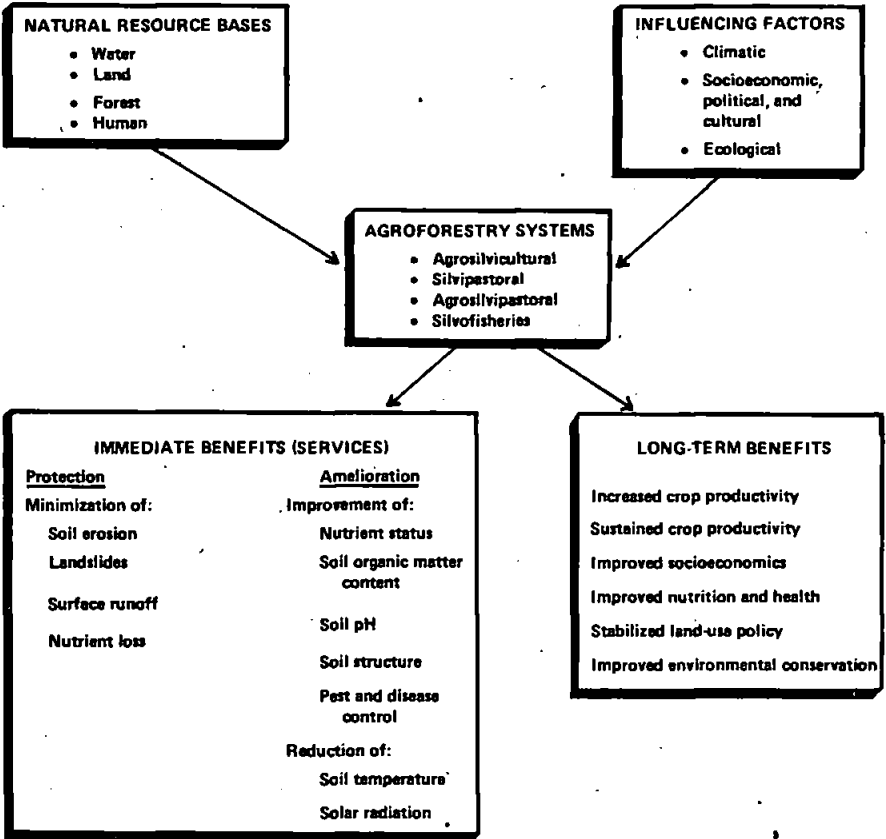 NATURAL RESOURCE BASES
• Water
• Land
• Forest
• Human
INFLUENCING FACTORS
• Climatic
• Socioeconomic,
political, and
cultural
• Ecological
AGROFORESTRY SYSTEMS
• Agrosilvicultural
• Silvipastoral
• Agrosilvipastoral
• Silvofisheries
IMMEDIATE BENEFITS (SERVICES)
Protection
Minimization of:
Soil erosion
Landslides
Surface runoff
Nutrient loss
Amelioration
Improvement of:
Nutrient status
Soil organic matter
content
Soil pH
Soil structure
Pest and disease
control
Reduction of:
Soil temperature
Solar radiation
LONG-TERM BENEFITS
Increased crop productivity
Sustained crop productivity
Improved socioeconomics
Improved nutrition and health
Stabilized land-use policy
Improved environmental conservation